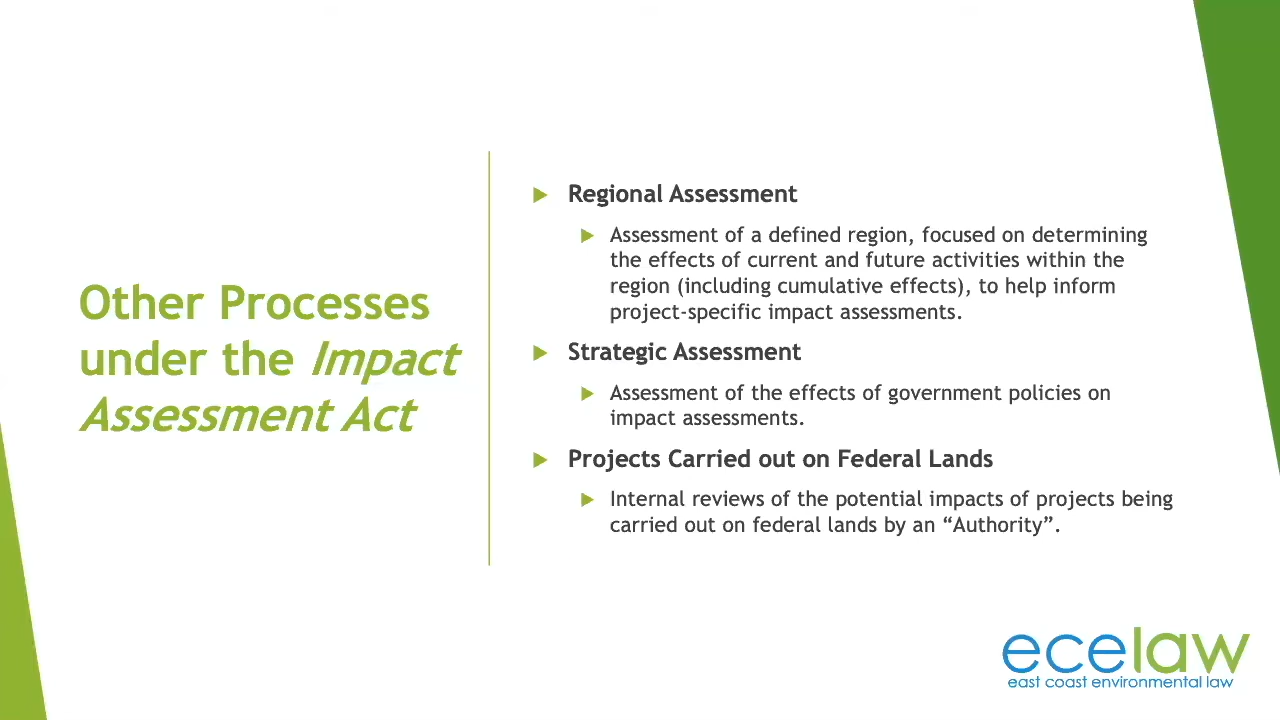 Other Processes
under the Impact
Assessment Act
Regional Assessment
Assessment of a defined region, focused on determining
the effects of current and future activities within the
region (including cumulative effects), to help inform
project-specific impact assessments.
Strategic Assessment
Assessment of the effects of government policies on
impact assessments.
Projects Carried out on Federal Lands
Internal reviews of the potential impacts of projects being
carried out on federal lands by an “Authority”.
ecelaw
east coast environmental law